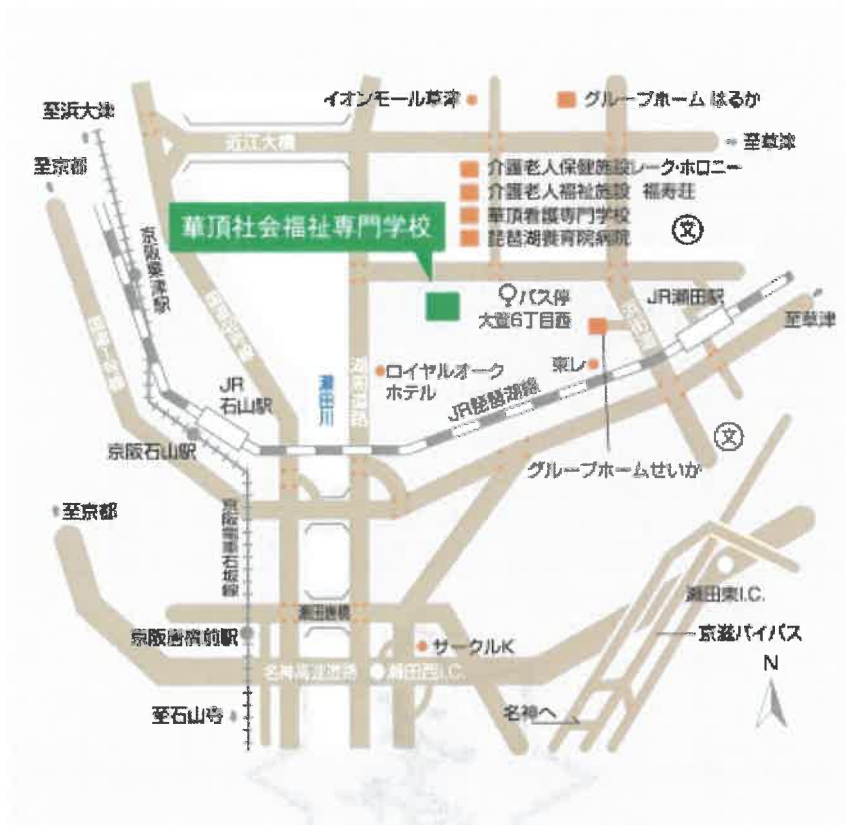 イオンモール草津
グループホーム はるか
至浜大津
近江大橋
至草津
至京都
介護老人保健施設レーク・ホロニー
介護老人福祉施設 福寿荘
華頂看護専門学校
琵琶湖養育院病院
華頂社会福祉専門学校
文
京阪粟津駅
バス停
大萱6丁目西
JR瀬田駅
至草津
JR
石山駅
瀬田川
ロイヤルオーク
ホテル
東レ
JR琵琶湖線
京阪石山駅
グループホームせいか
文
至京都
京阪電車石坂線
瀬田東I.C.
瀬田唐橋
京阪唐橋前駅
サークルK
京滋バイパス
名神高速道路
瀬田西I.C.
N
至石山寺
名神へ